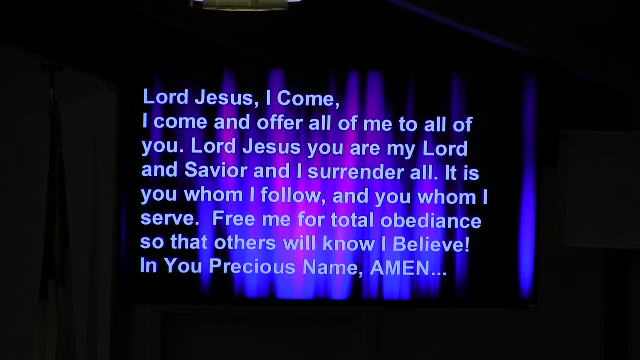 Lord Jesus, I Come,
I come and offer all of me to all of
you. Lord Jesus you are my Lord
and Savior and I surrender all. It is
you whom I follow, and you whom I
serve.  Free me for total obediance
so that others will know I Believe!
In You Precious Name, AMEN...